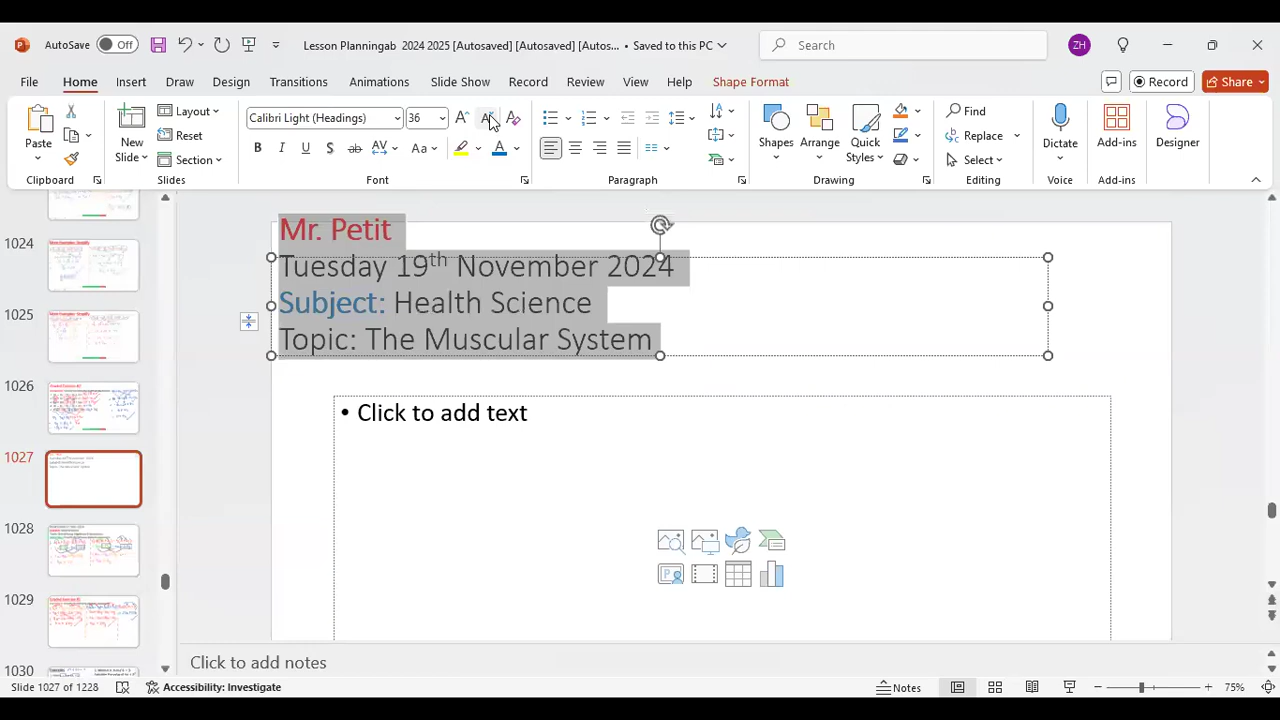 AutoSave Off Lesson Planningab 2024 2025 [Autosaved] [Autosaved] [Autos... • Saved to this PC Search ZH
File Home Insert Draw Design Transitions Animations Slide Show Record Review View Help Shape Format Record Share
Paste New Slide Layout Reset Section Calibri Light (Headings) 36 Shapes Arrange Quick Styles Find Replace Select Dictate Add-ins Designer
Clipboard Slides Font Paragraph Drawing Editing Voice Add-ins
1024
1025
1026
1027
1028
1029
1030
Mr. Petit
Tuesday 19th November 2024
Subject: Health Science
Topic: The Muscular System
• Click to add text
Click to add notes
Slide 1027 of 1228 Accessibility: Investigate Notes 75%